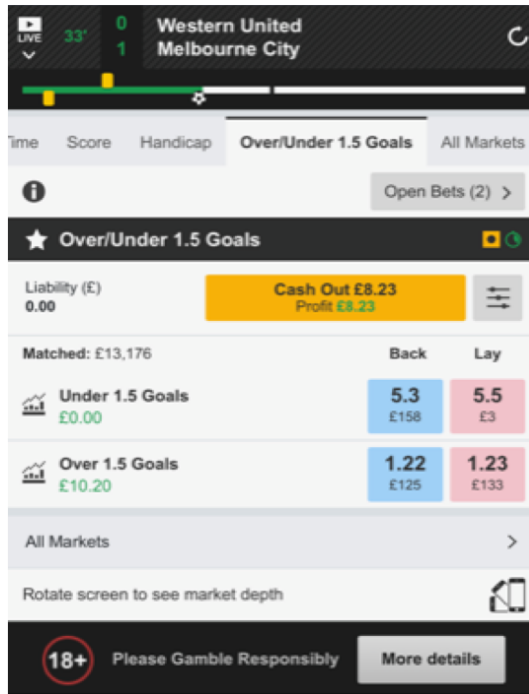 LIVE 33' 0 Western United
1 Melbourne City
Time Score Handicap Over/Under 1.5 Goals All Markets
Open Bets (2)
Over/Under 1.5 Goals
Liability (£)
0.00
Cash Out £8.23
Profit £8.23
Matched: £13,176 Back Lay
Under 1.5 Goals 5.3 5.5
£0.00 £158 £3
Over 1.5 Goals 1.22 1.23
£10.20 £125 £133
All Markets
Rotate screen to see market depth
18+ Please Gamble Responsibly More details